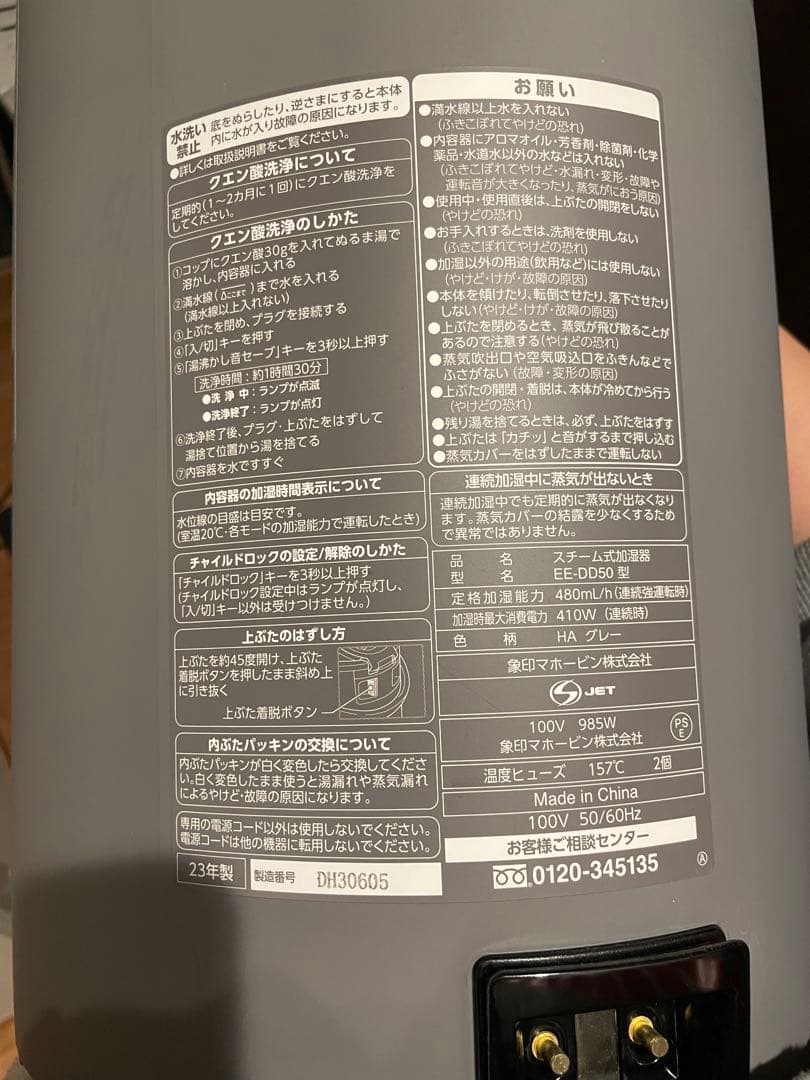 水洗い
禁止
底をぬらしたり、逆さまにすると本体
内に水が入り故障の原因になります。
●詳しくは取扱説明書をご覧ください。
クエン酸洗浄について
定期的(1〜2カ月に1回)にクエン酸洗浄を
してください。
クエン酸洗浄のしかた
①コップにクエン酸30gを入れてぬるま湯で
溶かし、内容器に入れる
②満水線(△ここまで)まで水を入れる
(満水線以上入れない)
③上ぶたを閉め、プラグを接続する
④「入/切」キーを押す
⑤「湯沸かし音セーブ」キーを3秒以上押す
洗浄時間:約1時間30分
●洗 浄 中:ランプが点滅
●洗浄終了:ランプが点灯
⑥洗浄終了後、プラグ・上ぶたをはずして
湯捨て位置から湯を捨てる
⑦内容器を水ですすぐ
内容器の加湿時間表示について
水位線の目盛は目安です。
(室温20℃・各モードの加湿能力で運転したとき)
チャイルドロックの設定/解除のしかた
「チャイルドロック」キーを3秒以上押す
(チャイルドロック設定中はランプが点灯し、
「入/切」キー以外は受けつけません。)
上ぶたのはずし方
上ぶたを約45度開け、上ぶた
着脱ボタンを押したまま斜め上
に引き抜く
上ぶた着脱ボタン
内ぶたパッキンの交換について
内ぶたパッキンが白く変色したら交換してくださ
い。白く変色したまま使うと湯漏れや蒸気漏れ
によるやけど・故障の原因になります。
専用の電源コード以外は使用しないでください。
電源コードは他の機器に転用しないでください。
23年製
製造番号 DH30605
お願い
●満水線以上水を入れない
(ふきこぼれてやけどの恐れ)
●内容器にアロマオイル・芳香剤・除菌剤・化学
薬品・水道水以外の水などは入れない
(ふきこぼれてやけど・水漏れ・変形・故障や
運転音が大きくなったり、蒸気がにおう原因)
●使用中・使用直後は、上ぶたの開閉をしない
(やけどの恐れ)
●お手入れするときは、洗剤を使用しない
(ふきこぼれてやけどの恐れ)
●加湿以外の用途(飲用など)には使用しない
(やけど・けが・故障の原因)
●本体を傾けたり、転倒させたり、落下させたり
しない(やけど・けが・故障の原因)
●上ぶたを閉めるとき、蒸気が飛び散ることが
あるので注意する(やけどの恐れ)
●蒸気吹出口や空気吸込口をふきんなどで
ふさがない(故障・変形の原因)
●上ぶたの開閉・着脱は、本体が冷めてから行う
(やけどの恐れ)
●残り湯を捨てるときは、必ず、上ぶたをはずす
●上ぶたは「カチッ」と音がするまで押し込む
●蒸気カバーをはずしたままで運転しない
連続加湿中に蒸気が出ないとき
連続加湿中でも定期的に蒸気が出なくなり
ます。蒸気カバーの結露を少なくするため
で異常ではありません。
品 名 スチーム式加湿器
型 名 EE-DD50 型
定格加湿能力 480mL/h(連続強運転時)
加湿時最大消費電力 410W(連続時)
色 柄 HA グレー
象印マホービン株式会社
JET
100V 985W
象印マホービン株式会社
PS
E
温度ヒューズ 157℃ 2個
Made in China
100V 50/60Hz
お客様ご相談センター
0120-345135
Ⓐ